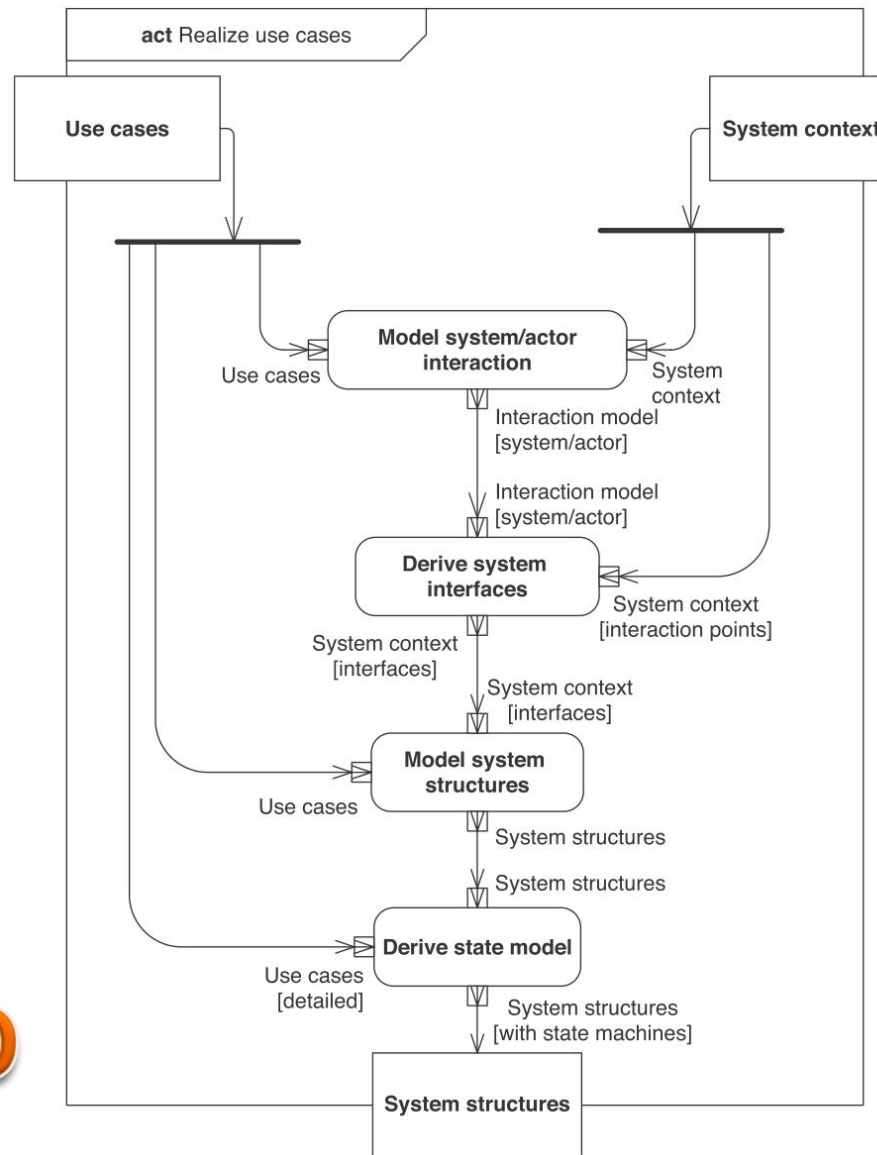 act Realize use cases
Use cases
System context
Model system/actor
interaction
Use cases
System
context
Interaction model
[system/actor]
Interaction model
[system/actor]
Derive system
interfaces
System context
[interaction points]
System context
[interfaces]
System context
[interfaces]
Model system
structures
Use cases
System structures
System structures
Derive state model
Use cases
[detailed]
System structures
[with state machines]
System structures